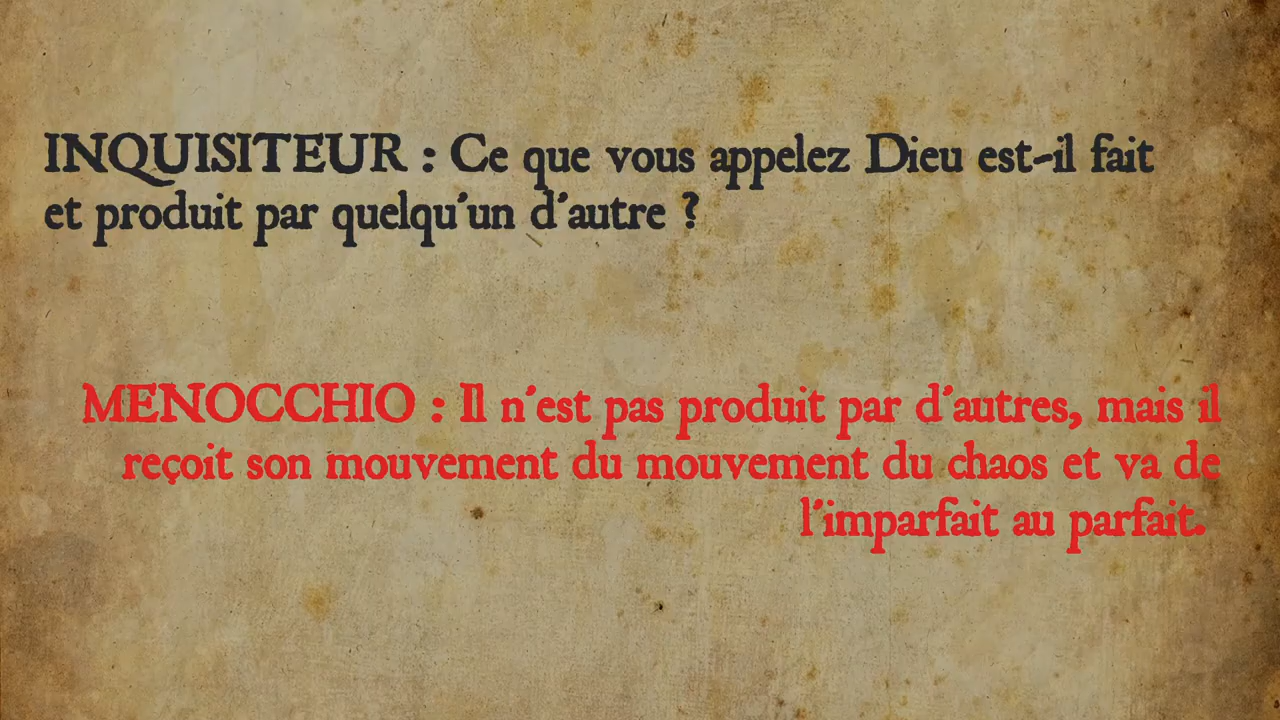 INQUISITEUR : Ce que vous appelez Dieu est-il fait
et produit par quelqu'un d'autre ?
MENOCCHIO : Il n'est pas produit par d'autres, mais il
reçoit son mouvement du mouvement du chaos et va de
l'imparfait au parfait.